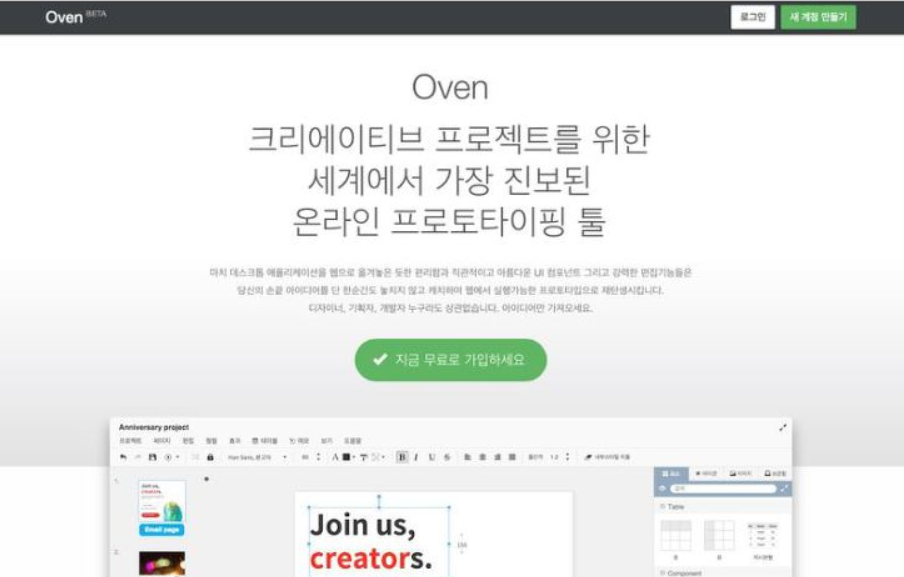 Oven BETA
로그인
새 계정 만들기
Oven
크리에이티브 프로젝트를 위한
세계에서 가장 진보된
온라인 프로토타이핑 툴
마치 데스크톱 애플리케이션을 웹으로 옮겨놓은 듯한 편리함과 직관적이고 아름다운 UI 컴포넌트 그리고 강력한 편집기능들은
당신의 손끝 아이디어를 단 한순간도 놓치지 않고 캐치하여 웹에서 실행가능한 프로토타입으로 재탄생시킵니다.
디자이너, 기획자, 개발자 누구라도 상관없습니다. 아이디어만 가져오세요.
지금 무료로 가입하세요
Anniversary project
프로젝트 페이지 편집 정렬 효과 테이블 메모 보기 도움말
B I U S 줄간격 1.2
1.
Join us,
creators.
Email page
2.
Join us,
creators.
Table
Component